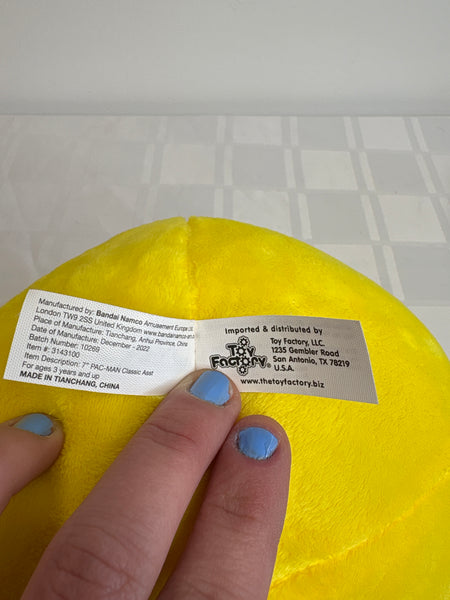 Manufactured by: Bandai Namco Amusement Europe Ltd.
London TW9 2SS United Kingdom www.bandainamco-am.
Place of Manufacture: Tianchang, Anhui Province, China
Date of Manufacture: December - 2022
Batch Number: 10269
Item #: 3143100
Item Description: 7" PAC-MAN Classic Asst
For ages 3 years and up
MADE IN TIANCHANG, CHINA
Imported & distributed by
Toy Factory
Toy Factory, LLC.
1235 Gembler Road
San Antonio, TX 78219
U.S.A.
www.thetoyfactory.biz